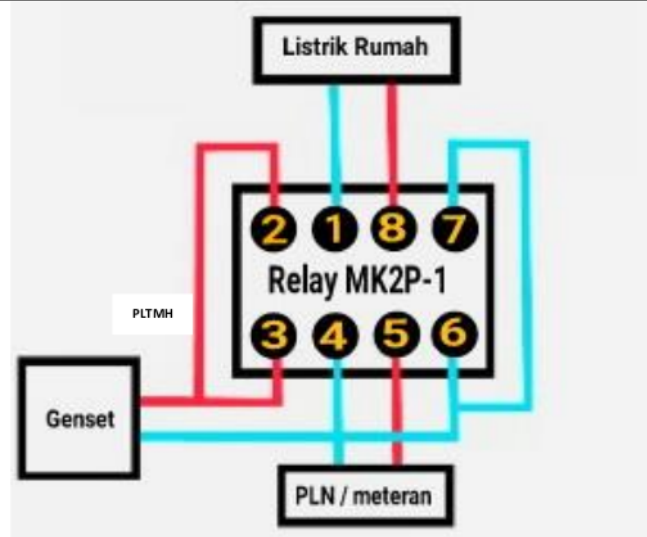 Listrik Rumah
2 1 8 7
Relay MK2P-1
PLTMH
3 4 5 6
Genset
PLN / meteran